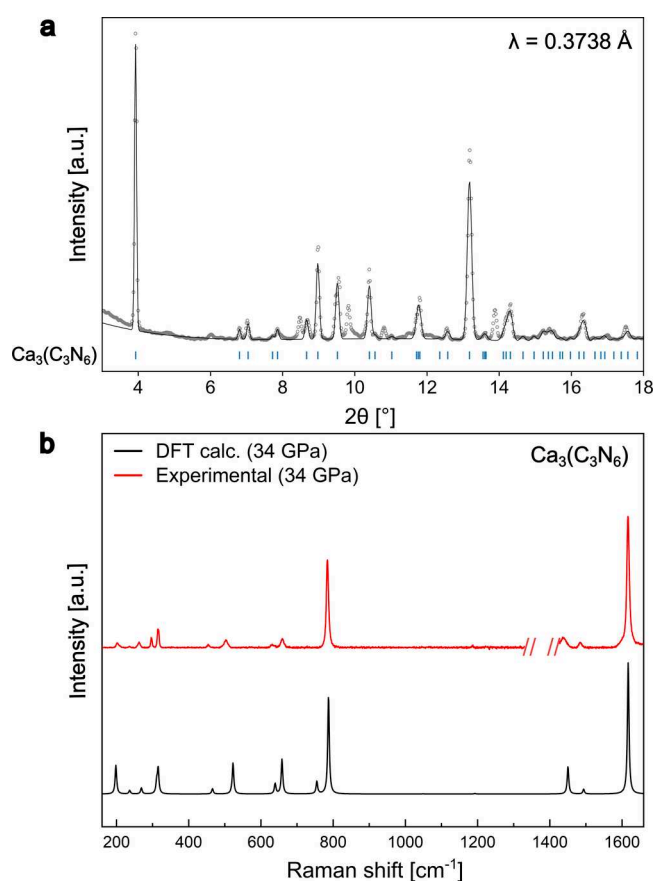 a
λ = 0.3738 Å
Intensity [a.u.]
Ca₃(C₃N₆)
4 6 8 10 12 14 16 18
2θ [°]
b
DFT calc. (34 GPa)
Experimental (34 GPa)
Ca₃(C₃N₆)
Intensity [a.u.]
200 400 600 800 1000 1200 1400 1600
Raman shift [cm⁻¹]